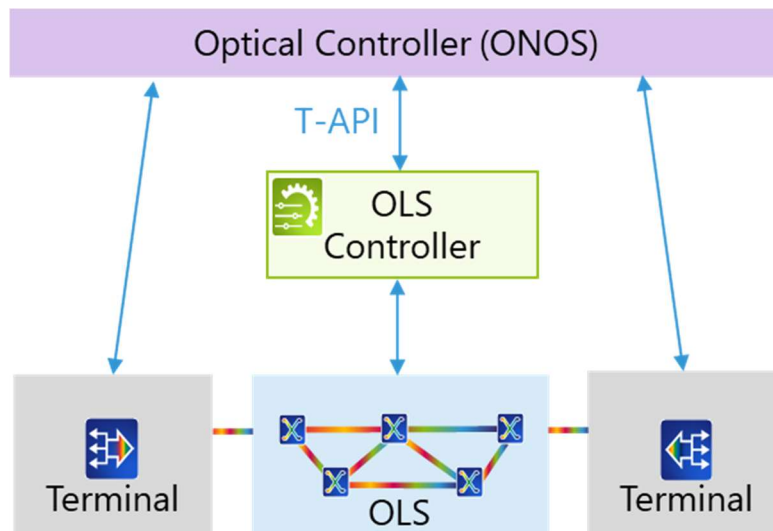 Optical Controller (ONOS)
T-API
OLS
Controller
Terminal
OLS
Terminal